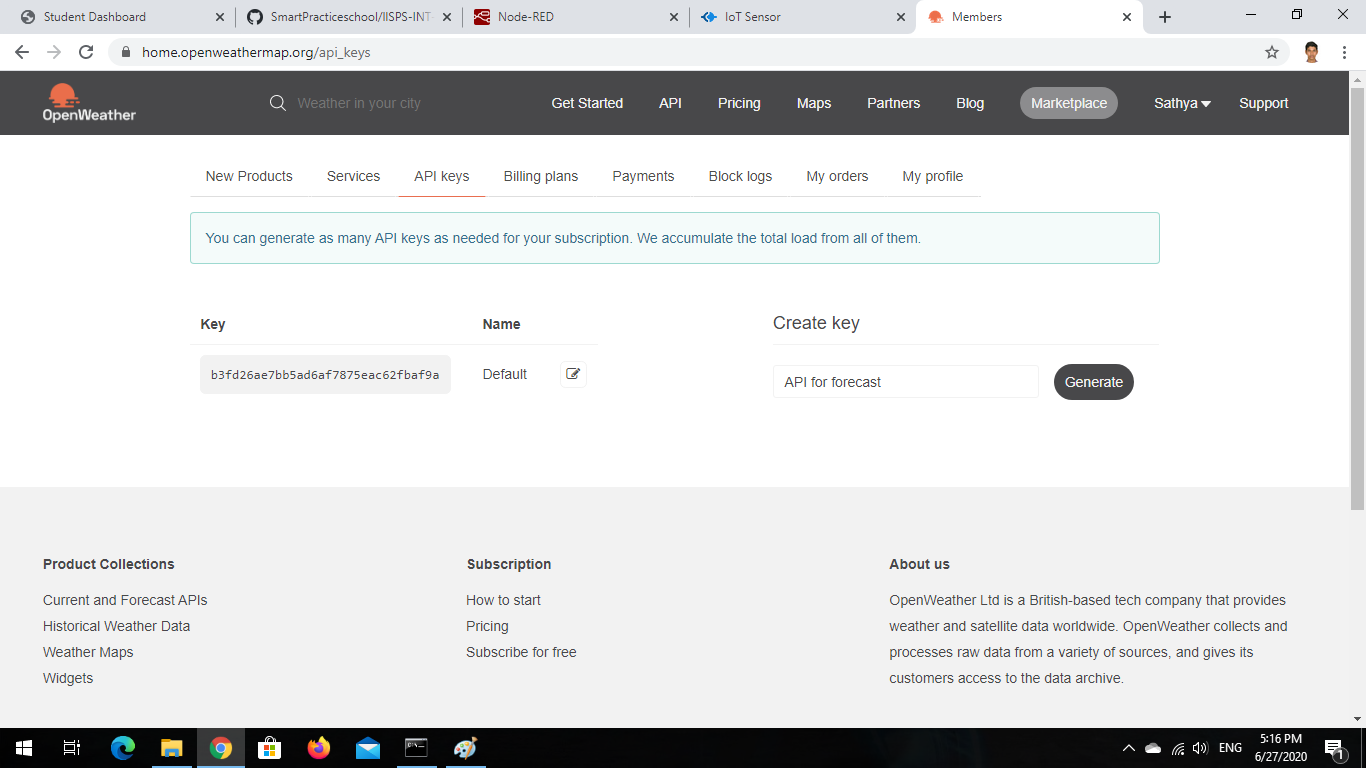 Student Dashboard
SmartPracticeschool/IISPS-INT-
Node-RED
IoT Sensor
Members
home.openweathermap.org/api_keys
OpenWeather
Weather in your city
Get Started
API
Pricing
Maps
Partners
Blog
Marketplace
Sathya
Support
New Products
Services
API keys
Billing plans
Payments
Block logs
My orders
My profile
You can generate as many API keys as needed for your subscription. We accumulate the total load from all of them.
Key
Name
b3fd26ae7bb5ad6af7875eac62fbaf9a
Default
Create key
API for forecast
Generate
Product Collections
Current and Forecast APIs
Historical Weather Data
Weather Maps
Widgets
Subscription
How to start
Pricing
Subscribe for free
About us
OpenWeather Ltd is a British-based tech company that provides
weather and satellite data worldwide. OpenWeather collects and
processes raw data from a variety of sources, and gives its
customers access to the data archive.
ENG
5:16 PM
6/27/2020
1